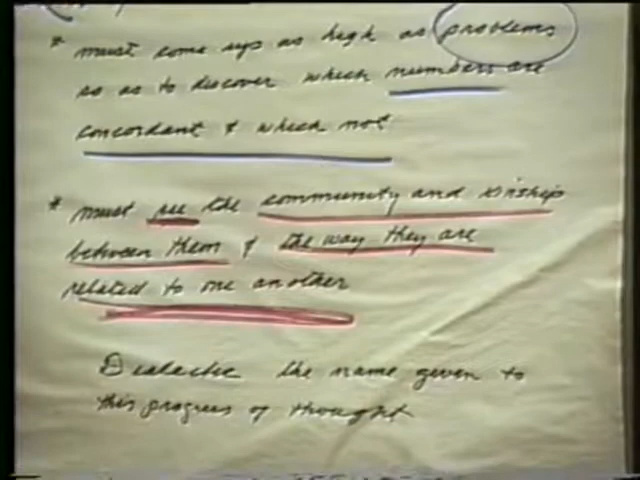 * must come up as high as problems
so as to discover which numbers are
concordant & which not
* must see the community and kinship
between them & the way they are
related to one another
Dialectic the name given to
this progress of thought